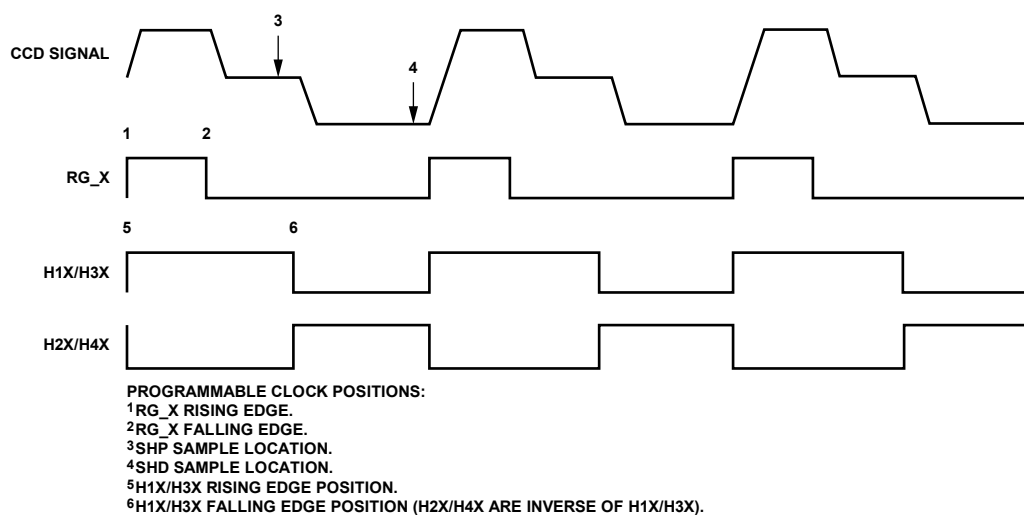 3
CCD SIGNAL
4
1 2
RG_X
5 6
H1X/H3X
H2X/H4X
PROGRAMMABLE CLOCK POSITIONS:
1RG_X RISING EDGE.
2RG_X FALLING EDGE.
3SHP SAMPLE LOCATION.
4SHD SAMPLE LOCATION.
5H1X/H3X RISING EDGE POSITION.
6H1X/H3X FALLING EDGE POSITION (H2X/H4X ARE INVERSE OF H1X/H3X).